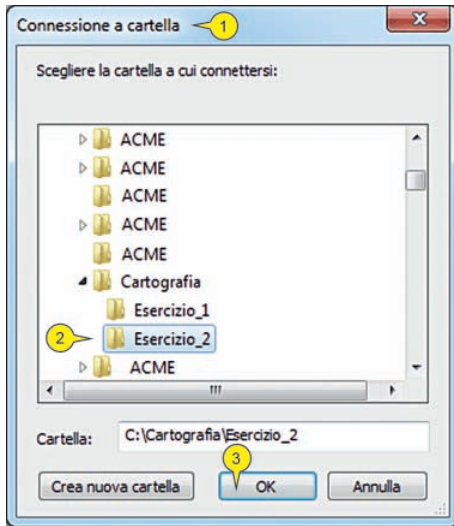 Connessione a cartella
1
Scegliere la cartella a cui connettersi:
ACME
ACME
ACME
ACME
ACME
Cartografia
Esercizio_1
2
Esercizio_2
ACME
Cartella:
C:\Cartografia\Esercizio_2
3
Crea nuova cartella
OK
Annulla